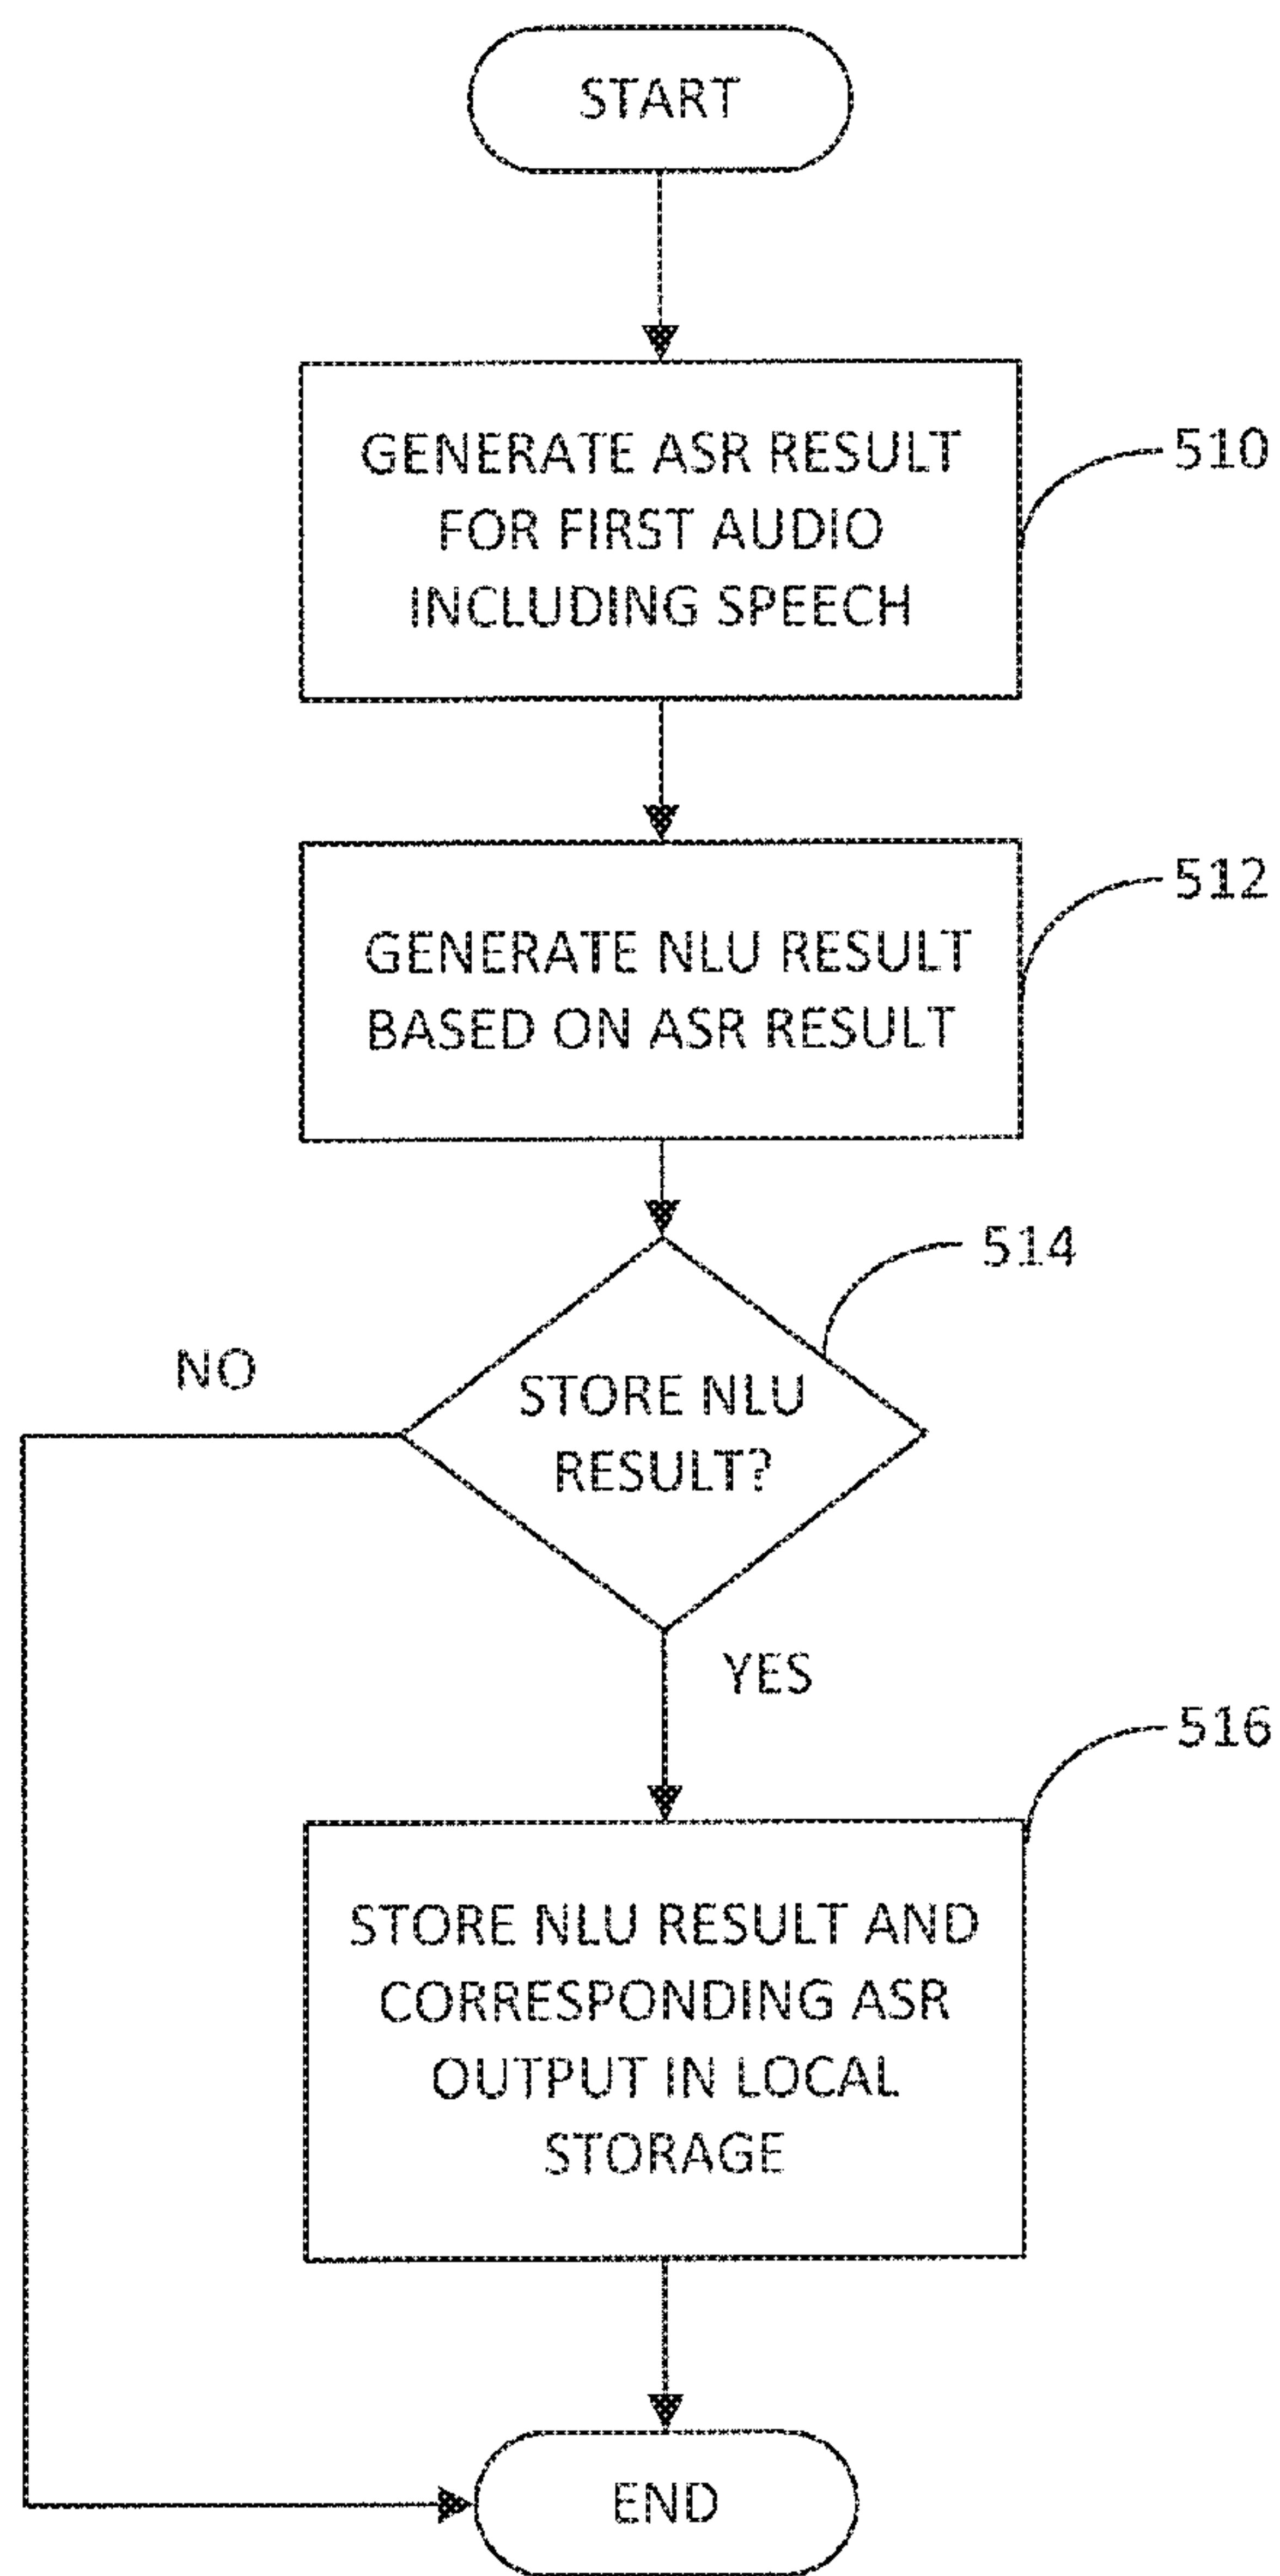 START
GENERATE ASR RESULT
FOR FIRST AUDIO
INCLUDING SPEECH
510
GENERATE NLU RESULT
BASED ON ASR RESULT
512
514
NO
STORE NLU
RESULT?
YES
516
STORE NLU RESULT AND
CORRESPONDING ASR
OUTPUT IN LOCAL
STORAGE
END